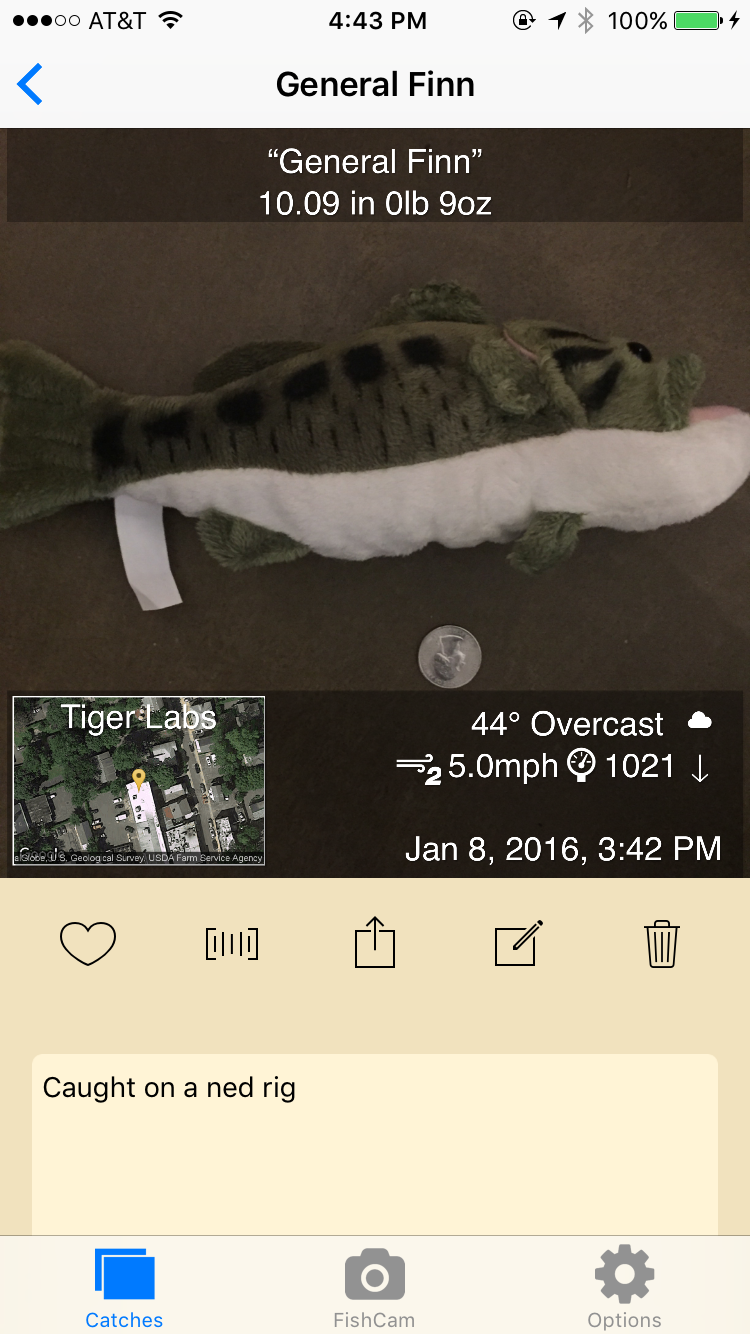 AT&T 4:43 PM 100%
General Finn
“General Finn”
10.09 in 0lb 9oz
Tiger Labs
44° Overcast
2 5.0mph 1021 ↓
Globe, U.S. Geological Survey, USDA Farm Service Agency
Jan 8, 2016, 3:42 PM
Caught on a ned rig
Catches FishCam Options